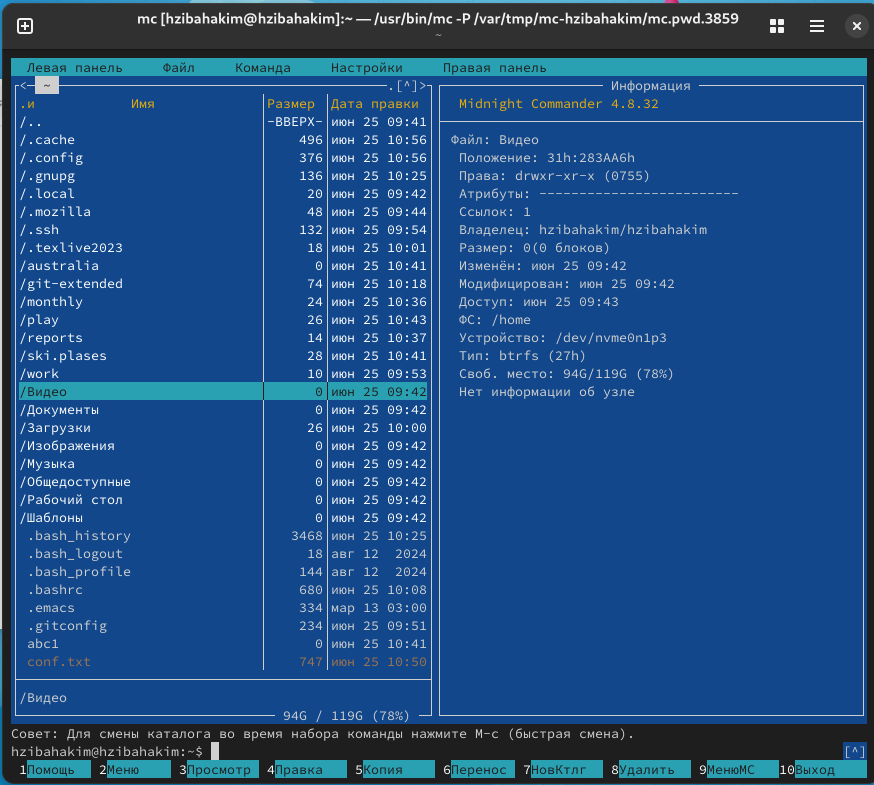 mc [hzibahakim@hzibahakim]:~ — /usr/bin/mc -P /var/tmp/mc-hzibahakim/mc.pwd.3859
~
Левая панель Файл Команда Настройки Правая панель
<— ~ .[^]>
.и Имя Размер Дата правки
/.. -ВВЕРХ- июн 25 09:41
/.cache 496 июн 25 10:56
/.config 376 июн 25 10:56
/.gnupg 136 июн 25 10:25
/.local 20 июн 25 09:42
/.mozilla 48 июн 25 09:44
/.ssh 132 июн 25 09:54
/.texlive2023 18 июн 25 10:01
/australia 0 июн 25 10:41
/git-extended 74 июн 25 10:18
/monthly 24 июн 25 10:36
/play 26 июн 25 10:43
/reports 14 июн 25 10:37
/ski.plases 28 июн 25 10:41
/work 10 июн 25 09:53
/Видео 0 июн 25 09:42
/Документы 0 июн 25 09:42
/Загрузки 26 июн 25 10:00
/Изображения 0 июн 25 09:42
/Музыка 0 июн 25 09:42
/Общедоступные 0 июн 25 09:42
/Рабочий стол 0 июн 25 09:42
/Шаблоны 0 июн 25 09:42
.bash_history 3468 июн 25 10:25
.bash_logout 18 авг 12 2024
.bash_profile 144 авг 12 2024
.bashrc 680 июн 25 10:08
.emacs 334 мар 13 03:00
.gitconfig 234 июн 25 09:51
abc1 0 июн 25 10:41
conf.txt 747 июн 25 10:50
/Видео
94G / 119G (78%)
Информация
Midnight Commander 4.8.32
Файл: Видео
Положение: 31h:283AA6h
Права: drwxr-xr-x (0755)
Атрибуты: -------------------------
Ссылок: 1
Владелец: hzibahakim/hzibahakim
Размер: 0(0 блоков)
Изменён: июн 25 09:42
Модифицирован: июн 25 09:42
Доступ: июн 25 09:43
ФС: /home
Устройство: /dev/nvme0n1p3
Тип: btrfs (27h)
Своб. место: 94G/119G (78%)
Нет информации об узле
Совет: Для смены каталога во время набора команды нажмите M-c (быстрая смена).
hzibahakim@hzibahakim:~$ [^]
1Помощь 2Меню 3Просмотр 4Правка 5Копия 6Перенос 7НовКтлг 8Удалить 9МенюМС 10Выход